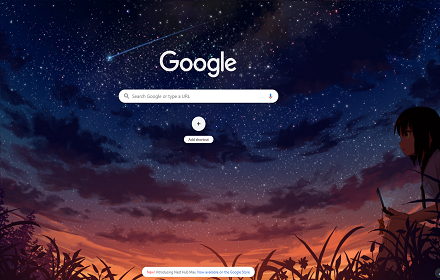 Google
Search Google or type a URL
Add shortcut
New! Introducing Nest Hub Max. Now available on the Google Store